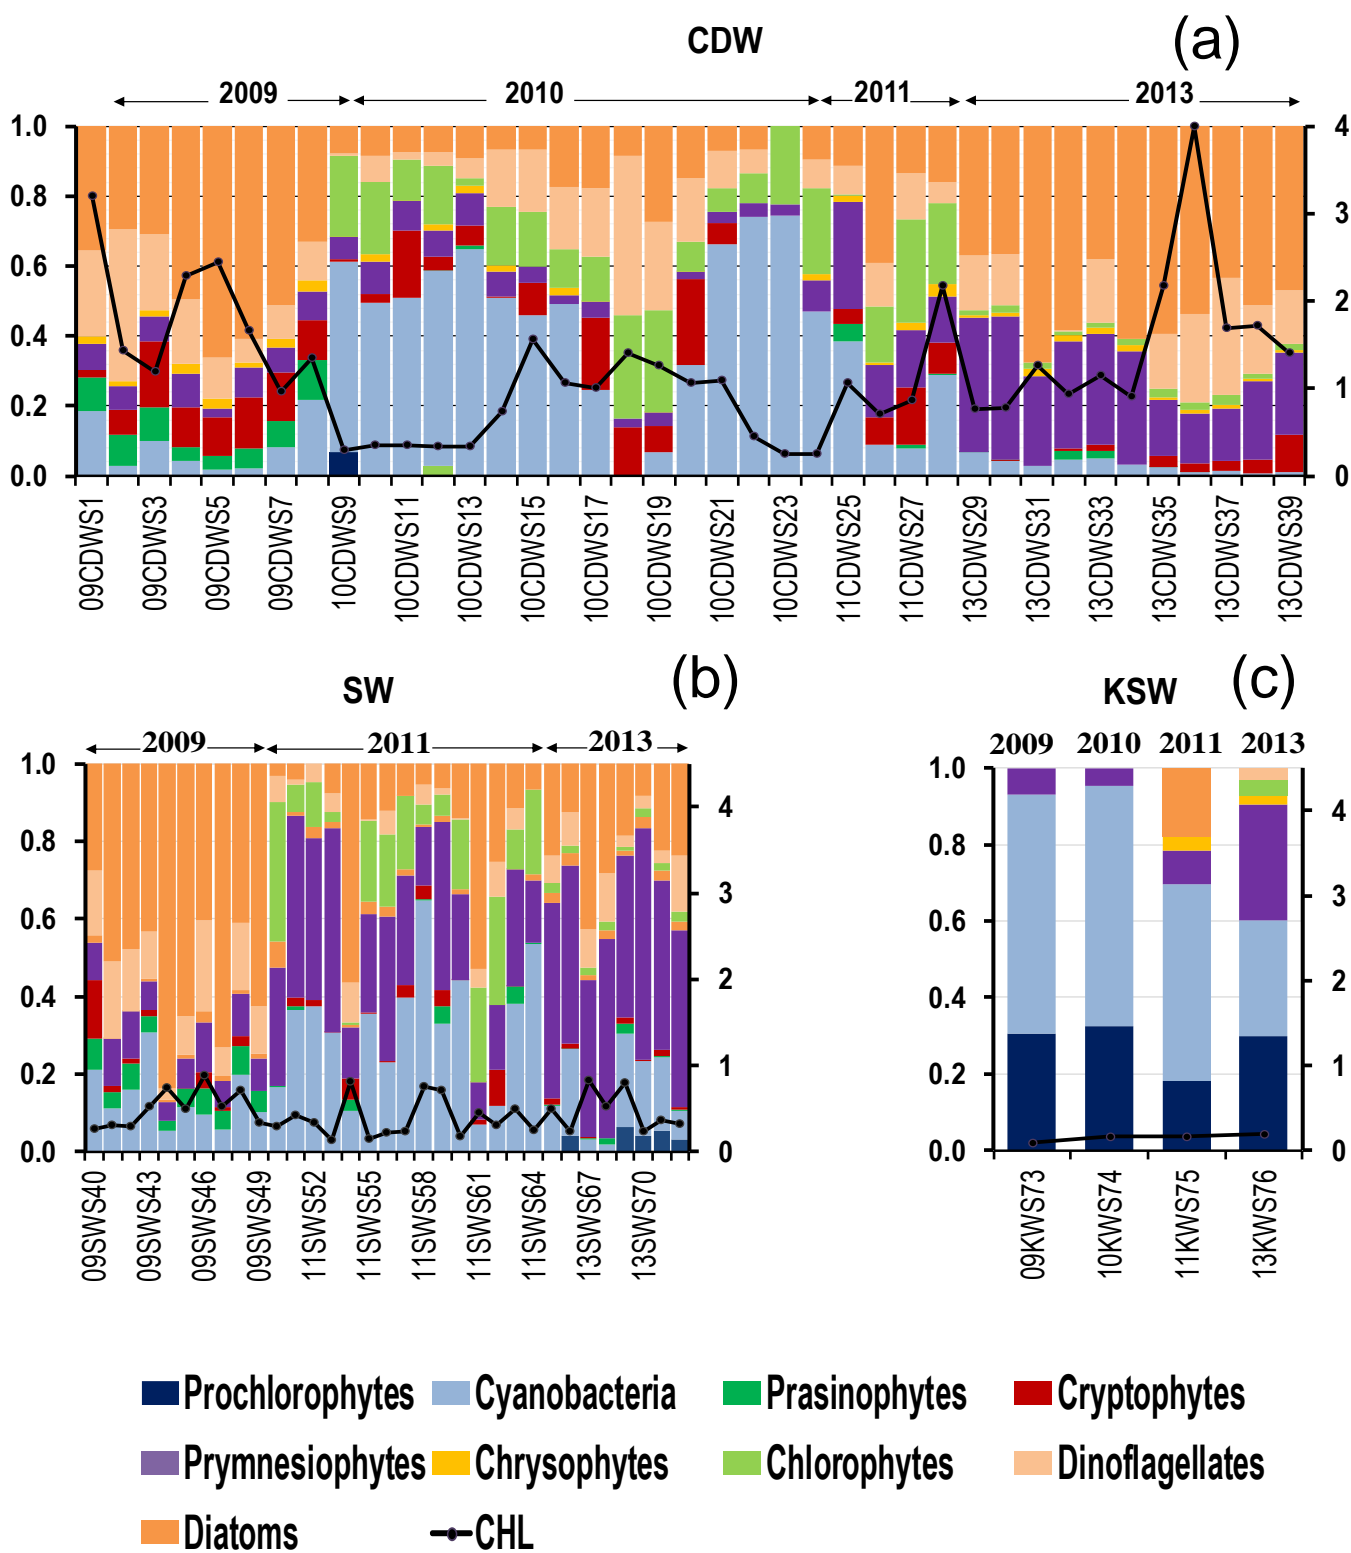 CDW (a)
2009 2010 2011 2013
1.0 4
0.8 3
0.6 2
0.4 1
0.2 0
0.0
09CDWS1 09CDWS3 09CDWS5 09CDWS7 10CDWS9 10CDWS11 10CDWS13 10CDWS15 10CDWS17 10CDWS19 10CDWS21 10CDWS23 11CDWS25 11CDWS27 13CDWS29 13CDWS31 13CDWS33 13CDWS35 13CDWS37 13CDWS39
SW (b)
2009 2011 2013
1.0 4
0.8 3
0.6 2
0.4 1
0.2 0
0.0
09SWS40 09SWS43 09SWS46 09SWS49 11SWS52 11SWS55 11SWS58 11SWS61 11SWS64 13SWS67 13SWS70
KSW (c)
2009 2010 2011 2013
1.0 4
0.8 3
0.6 2
0.4 1
0.2 0
0.0
09KWS73 10KWS74 11KWS75 13KWS76
Prochlorophytes Cyanobacteria Prasinophytes Cryptophytes
Prymnesiophytes Chrysophytes Chlorophytes Dinoflagellates
Diatoms CHL